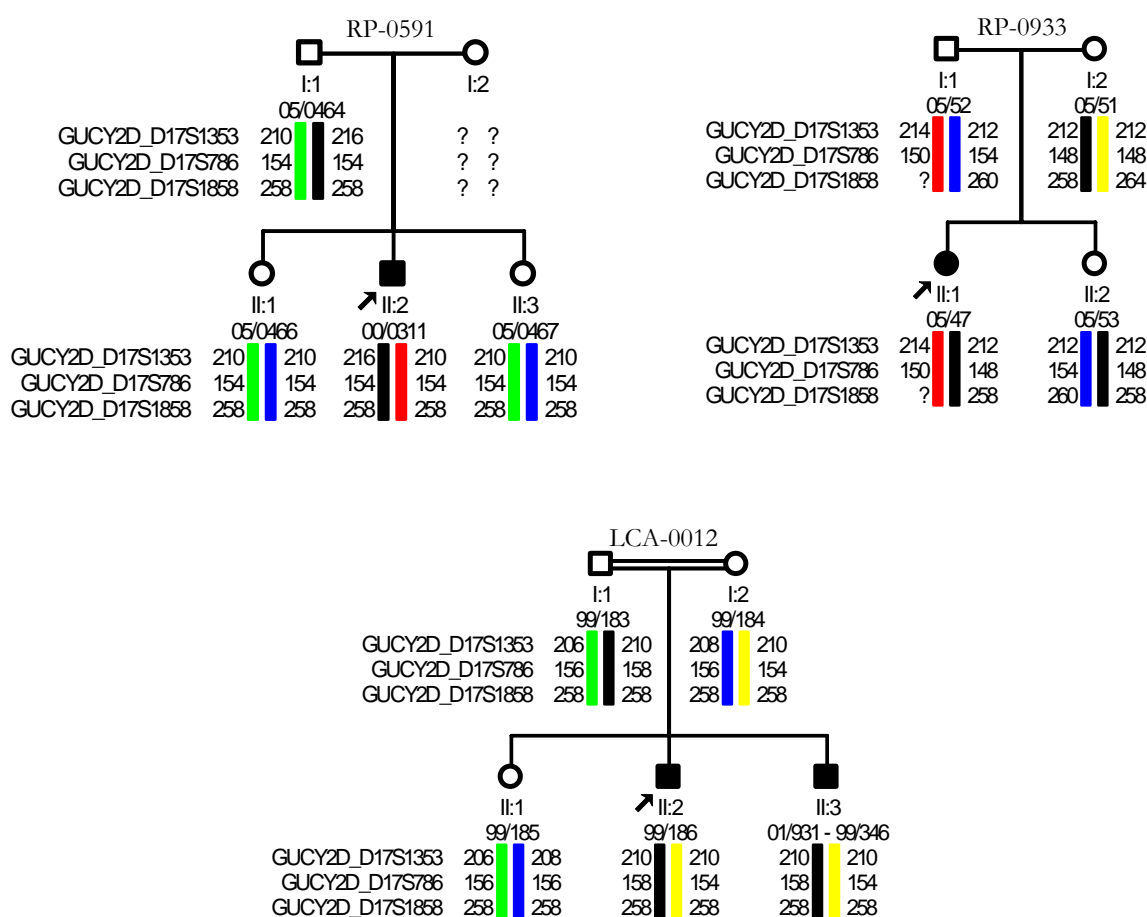 RP-0591
I:1 I:2
05/0464
GUCY2D_D17S1353 210 216 ? ?
GUCY2D_D17S786 154 154 ? ?
GUCY2D_D17S1858 258 258 ? ?
II:1 II:2 II:3
05/0466 00/0311 05/0467
GUCY2D_D17S1353 210 210 216 210 210 210
GUCY2D_D17S786 154 154 154 154 154 154
GUCY2D_D17S1858 258 258 258 258 258 258
RP-0933
I:1 I:2
05/52 05/51
GUCY2D_D17S1353 214 212 212 212
GUCY2D_D17S786 150 154 148 148
GUCY2D_D17S1858 ? 260 258 264
II:1 II:2
05/47 05/53
GUCY2D_D17S1353 214 212 212 212
GUCY2D_D17S786 150 148 154 148
GUCY2D_D17S1858 ? 258 260 258
LCA-0012
I:1 I:2
99/183 99/184
GUCY2D_D17S1353 206 210 208 210
GUCY2D_D17S786 156 158 156 154
GUCY2D_D17S1858 258 258 258 258
II:1 II:2 II:3
99/185 99/186 01/931 - 99/346
GUCY2D_D17S1353 206 208 210 210 210 210
GUCY2D_D17S786 156 156 158 154 158 154
GUCY2D_D17S1858 258 258 258 258 258 258